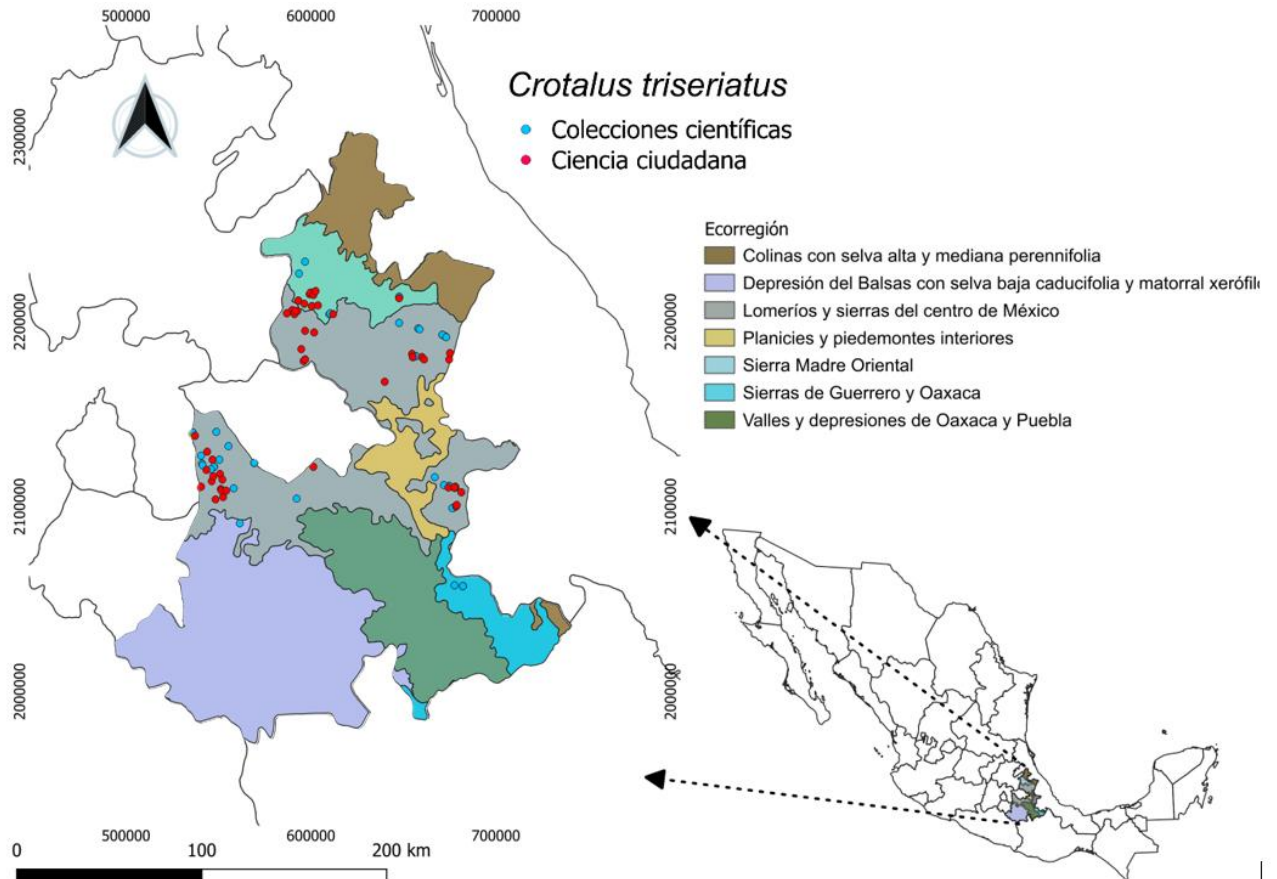 500000 600000 700000
Crotalus triseriatus
Colecciones científicas
Ciencia ciudadana
2300000
2200000
2100000
2000000
Ecorregión
Colinas con selva alta y mediana perennifolia
Depresión del Balsas con selva baja caducifolia y matorral xerófil
Lomeríos y sierras del centro de México
Planicies y piedemontes interiores
Sierra Madre Oriental
Sierras de Guerrero y Oaxaca
Valles y depresiones de Oaxaca y Puebla
2200000
2100000
2000000
500000 600000 700000
0 100 200 km